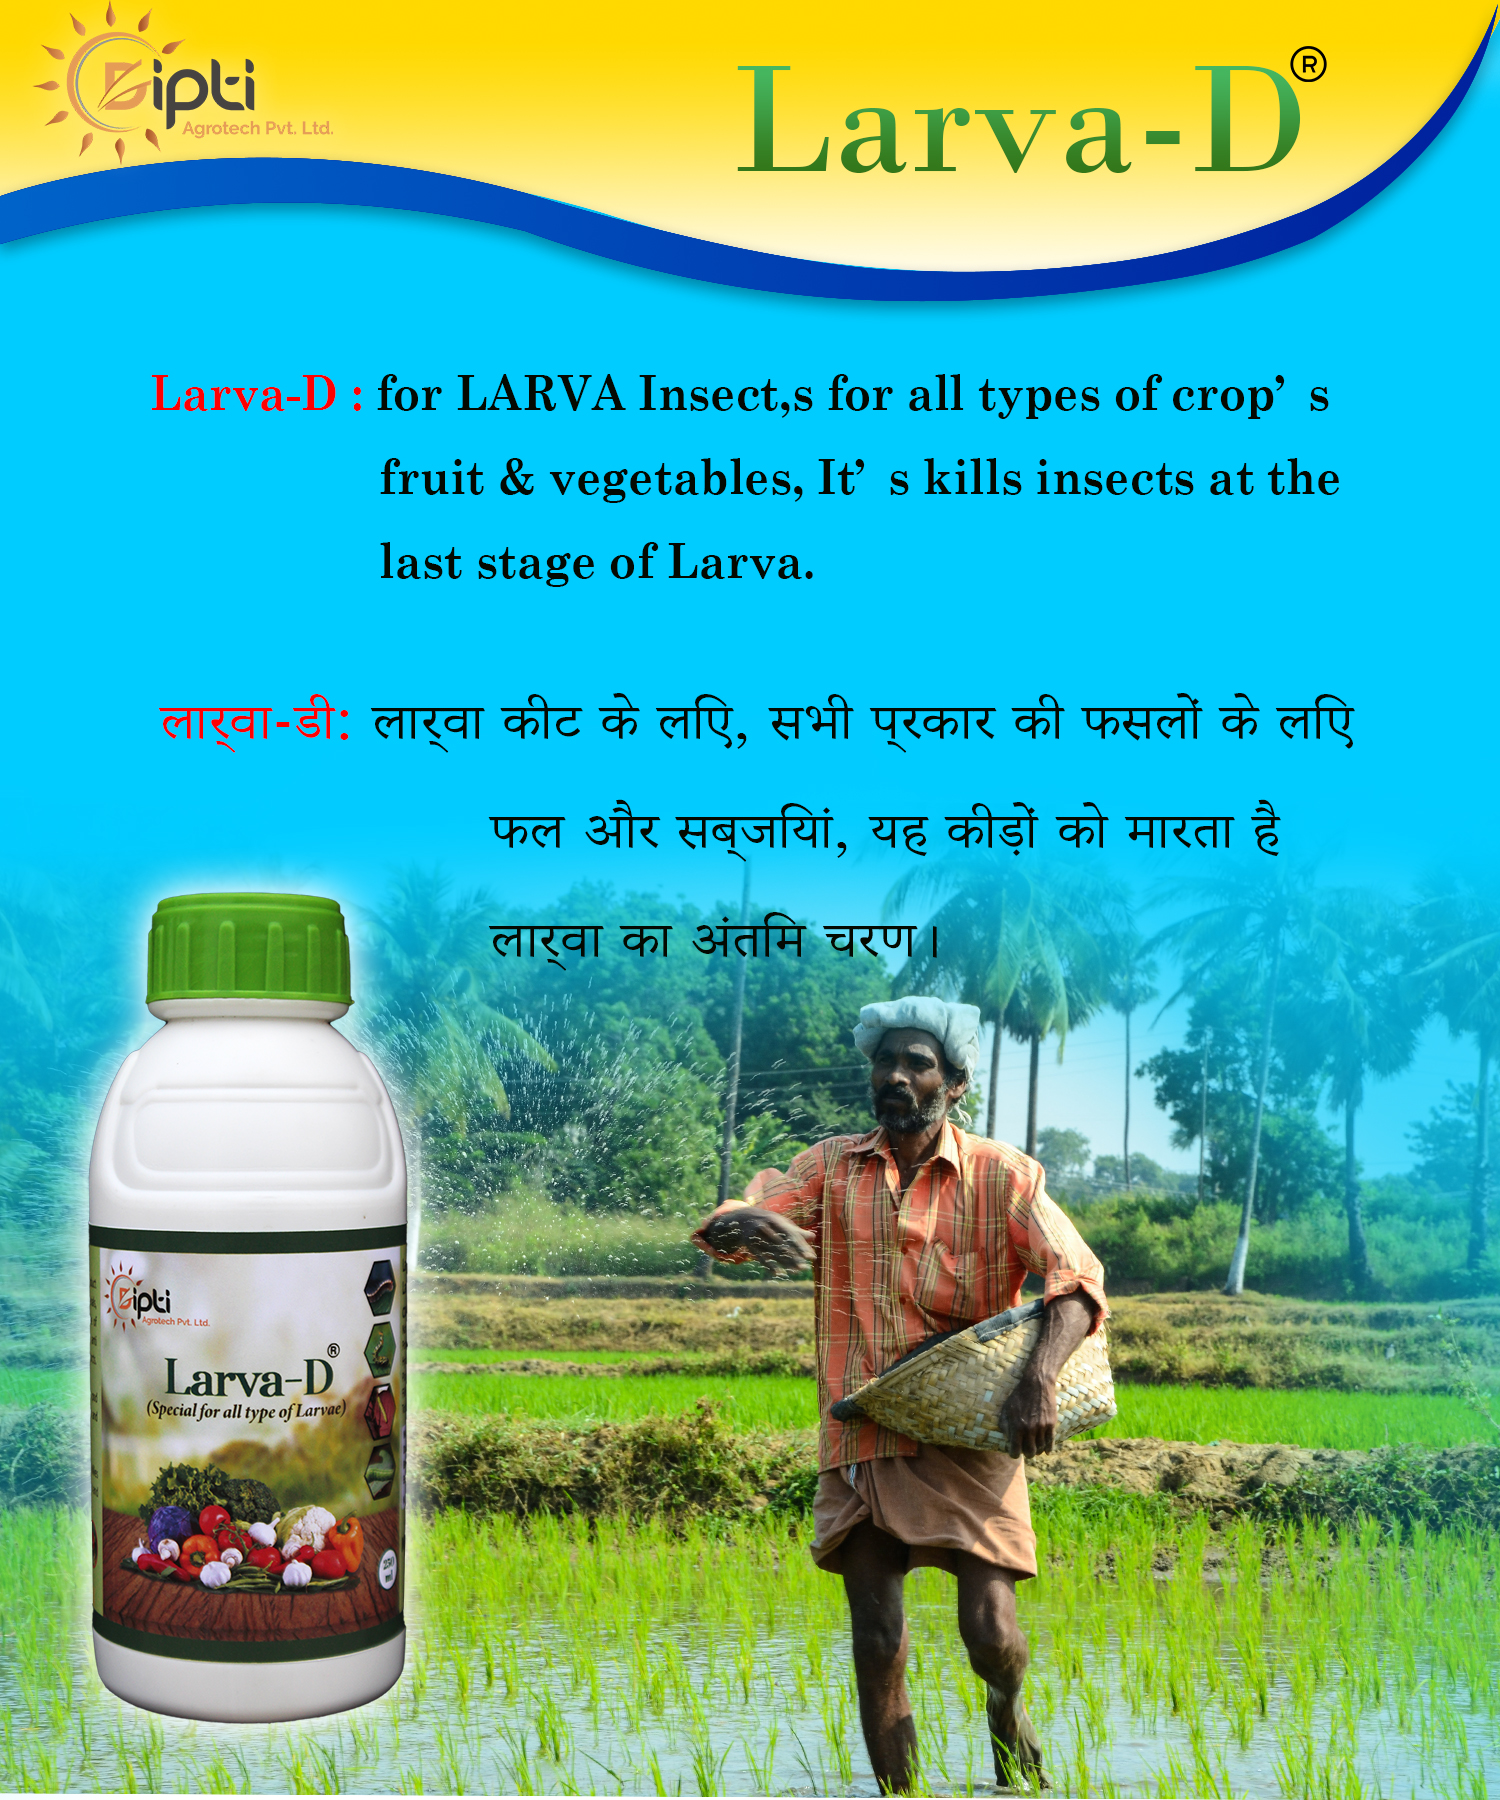 Dipti
Agrotech Pvt. Ltd.
Larva-D®
Larva-D : for LARVA Insect,s for all types of crop’ s
fruit & vegetables, It’ s kills insects at the
last stage of Larva.
लार्‌वा-डी: लार्‌वा कीट के लिए, सभी प्‌रकार की फसलों के लिए
फल और सब्‌जियां, यह कीड़ों को मारता है
लार्‌वा का अंतमि चरण।
Dipti
Agrotech Pvt. Ltd.
Larva-D®
(Special for all type of Larvae)
250
ml